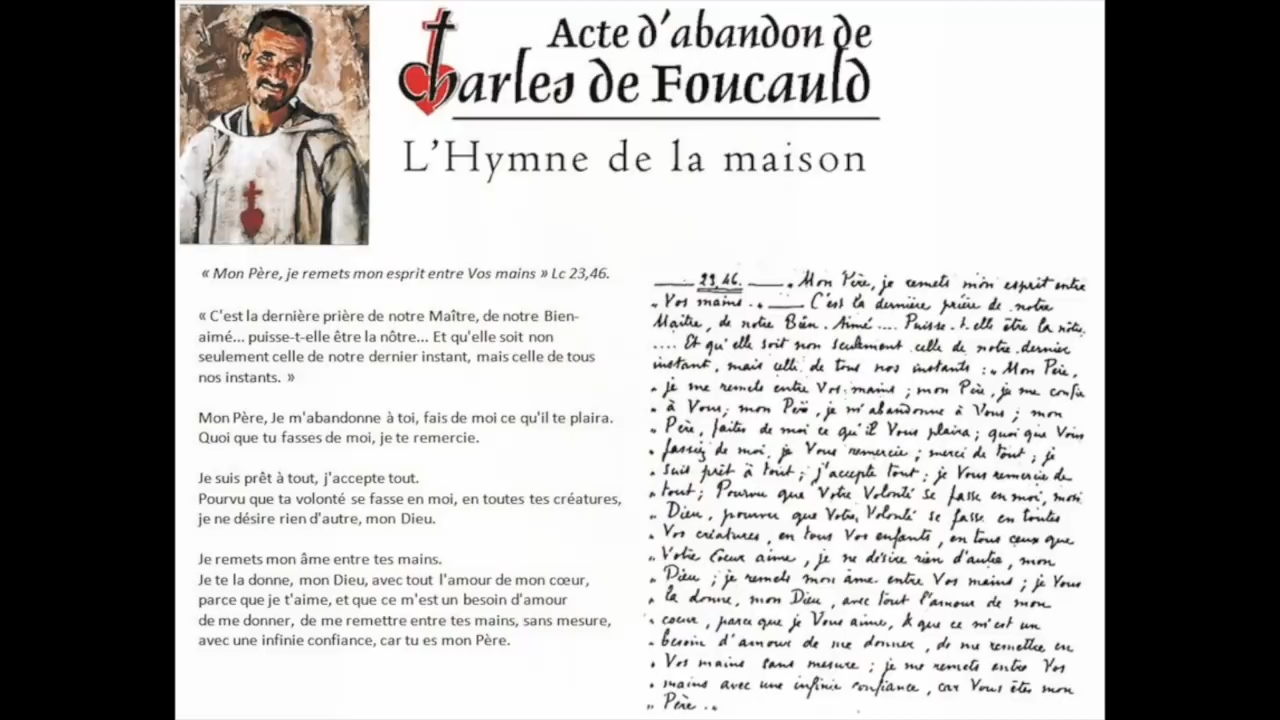 Acte d'abandon de
Charles de Foucauld
L'Hymne de la maison
« Mon Père, je remets mon esprit entre Vos mains » Lc 23,46.
« C'est la dernière prière de notre Maître, de notre Bien-
aimé... puisse-t-elle être la nôtre... Et qu'elle soit non
seulement celle de notre dernier instant, mais celle de tous
nos instants. »
Mon Père, Je m'abandonne à toi, fais de moi ce qu'il te plaira.
Quoi que tu fasses de moi, je te remercie.
Je suis prêt à tout, j'accepte tout.
Pourvu que ta volonté se fasse en moi, en toutes tes créatures,
je ne désire rien d'autre, mon Dieu.
Je remets mon âme entre tes mains.
Je te la donne, mon Dieu, avec tout l'amour de mon cœur,
parce que je t'aime, et que ce m'est un besoin d'amour
de me donner, de me remettre entre tes mains, sans mesure,
avec une infinie confiance, car tu es mon Père.
—— 23,46. —— „ Mon Père, je remets mon esprit entre
„ Vos mains „. —— C'est la dernière prière de notre
Maître, de notre Bien-Aimé .... Puisse-t-elle être la nôtre
.... Et qu'elle soit non seulement celle de notre dernier
instant, mais celle de tous nos instants : „ Mon Père,
„ je me remets entre Vos mains ; mon Père, je me confie
„ à Vous ; mon Père, je m'abandonne à Vous ; mon
„ Père, faites de moi ce qu'il Vous plaira ; quoi que Vous
„ fassiez de moi, je Vous remercie ; merci de tout ; je
„ suis prêt à tout ; j'accepte tout ; je Vous remercie de
„ tout ; Pourvu que Votre Volonté se fasse en moi, mon
„ Dieu, pourvu que Votre Volonté se fasse en toutes
„ Vos créatures, en tous Vos enfants, en tous ceux que
„ Votre Cœur aime, je ne désire rien d'autre, mon
„ Dieu ; je remets mon âme entre Vos mains ; je Vous
„ la donne, mon Dieu, avec tout l'amour de mon
„ cœur, parce que je Vous aime, & que ce m'est un
„ besoin d'amour de me donner, de me remettre en
„ Vos mains sans mesure ; je me remets entre Vos
„ mains avec une infinie confiance, car Vous êtes mon
„ Père „.